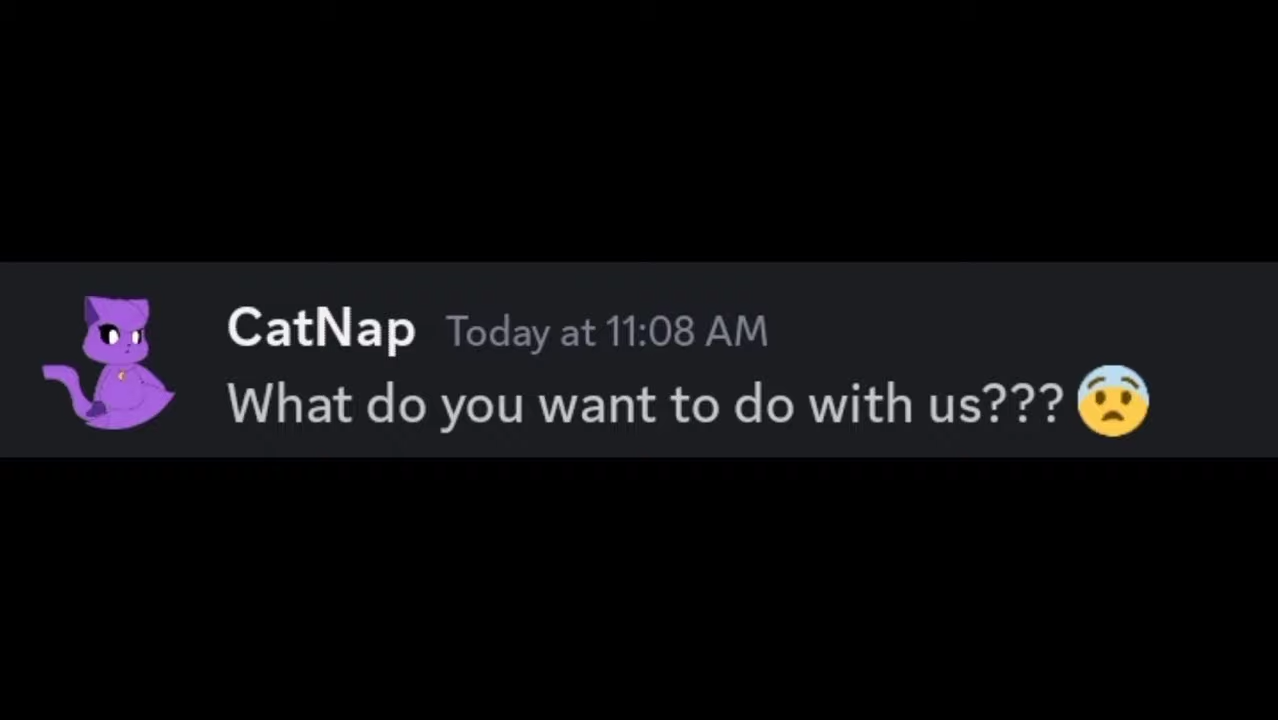 CatNap Today at 11:08 AM
What do you want to do with us??? 😨